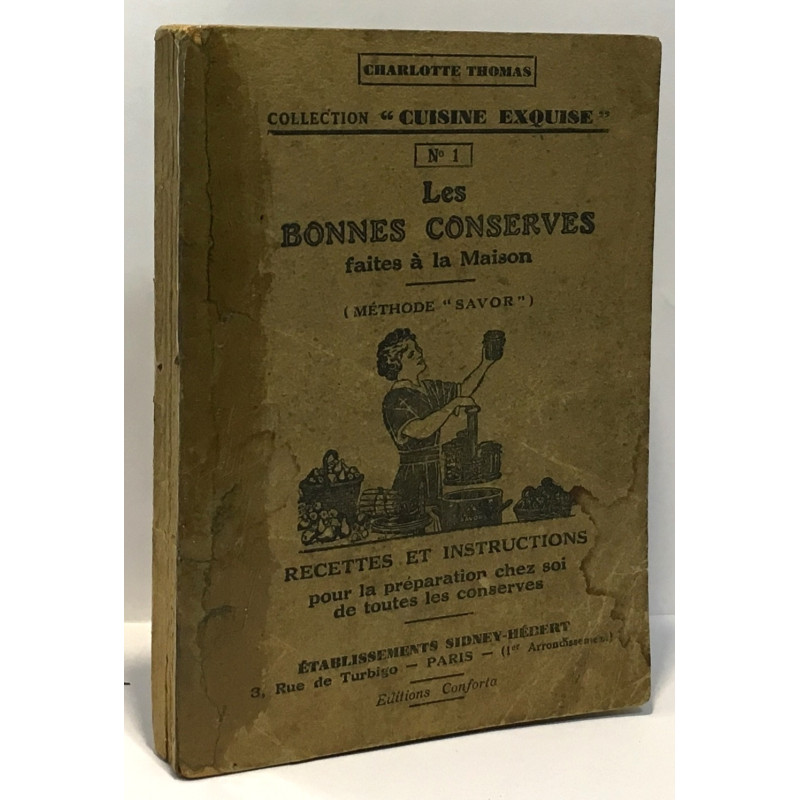 CHARLOTTE THOMAS
COLLECTION "CUISINE EXQUISE"
No 1
Les
BONNES CONSERVES
faites à la Maison
(MÉTHODE "SAVOR")
RECETTES ET INSTRUCTIONS
pour la préparation chez soi
de toutes les conserves
ÉTABLISSEMENTS SIDNEY-HÉBERT
3, Rue de Turbigo — PARIS — (1er Arrondissement)
Editions Conforta